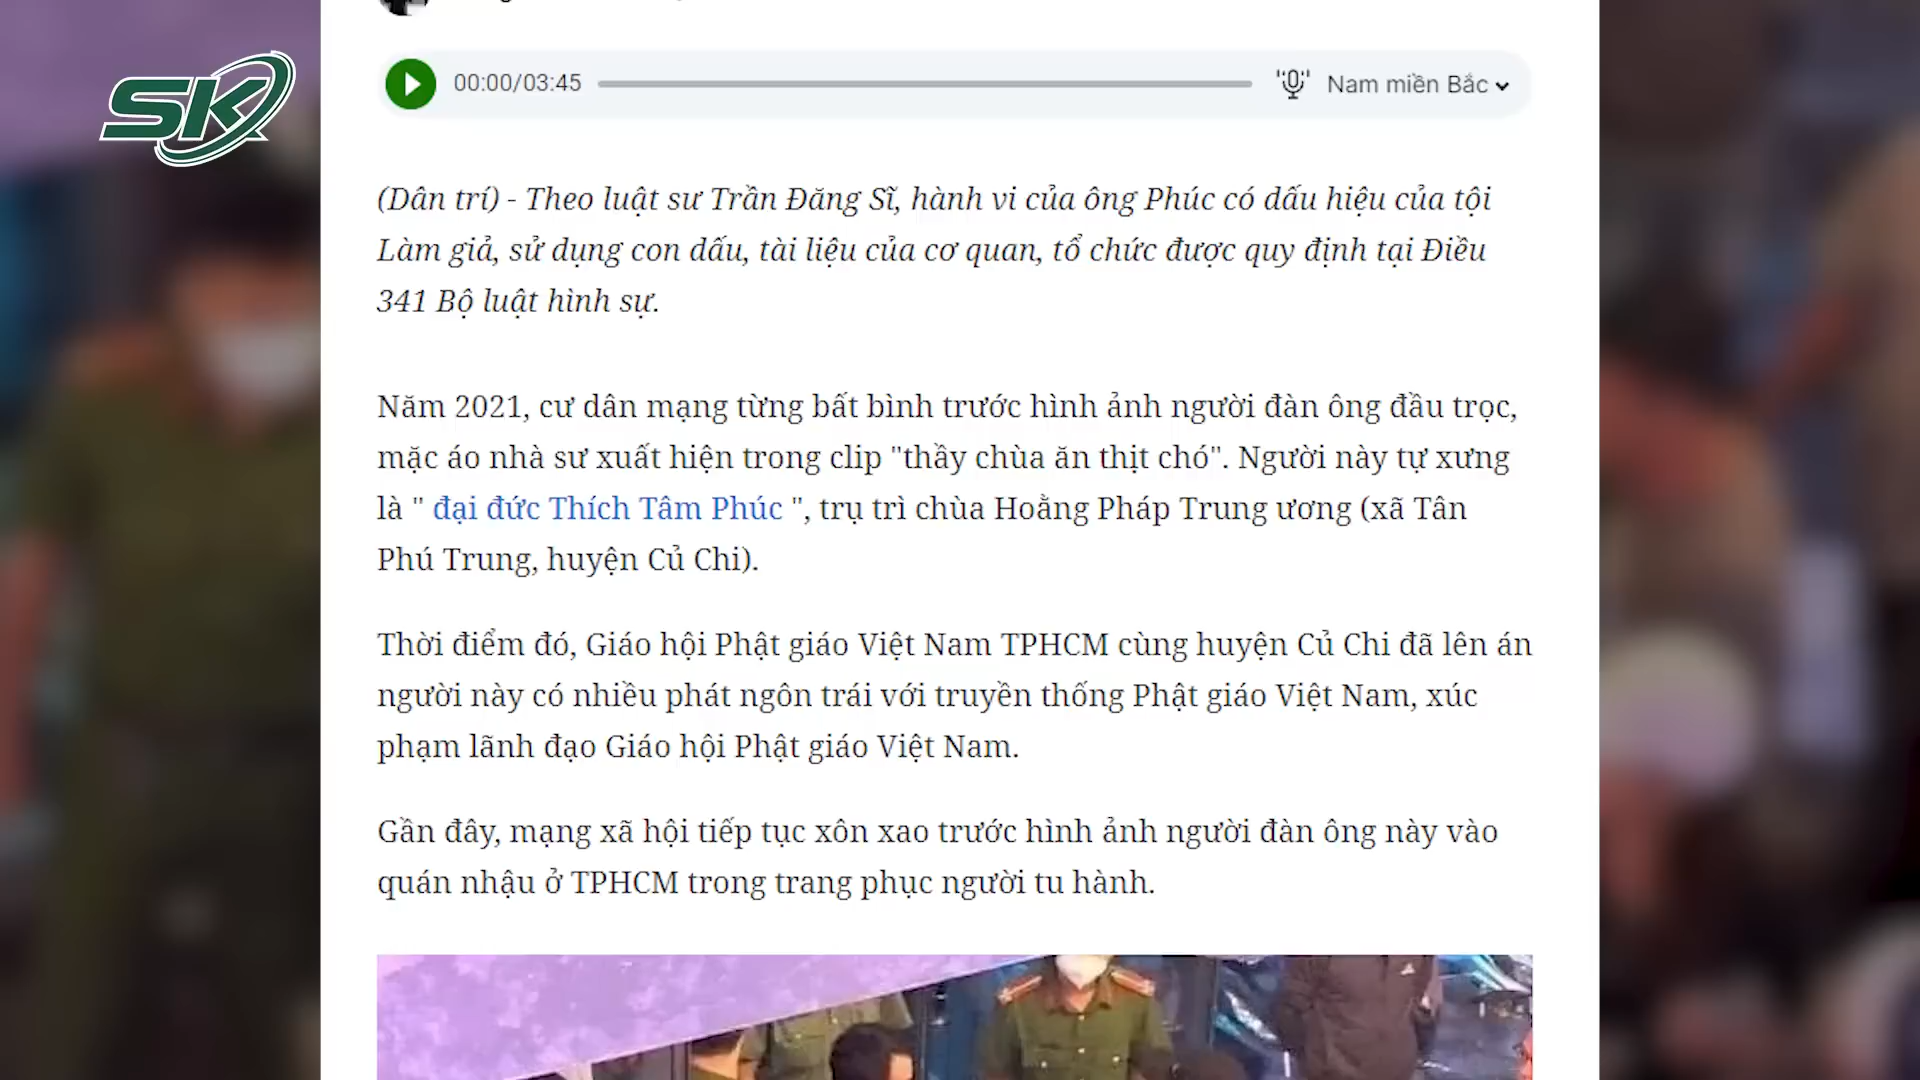 SK
00:00/03:45 Nam miền Bắc
(Dân trí) - Theo luật sư Trần Đăng Sĩ, hành vi của ông Phúc có dấu hiệu của tội
Làm giả, sử dụng con dấu, tài liệu của cơ quan, tổ chức được quy định tại Điều
341 Bộ luật hình sự.
Năm 2021, cư dân mạng từng bất bình trước hình ảnh người đàn ông đầu trọc,
mặc áo nhà sư xuất hiện trong clip "thầy chùa ăn thịt chó". Người này tự xưng
là " đại đức Thích Tâm Phúc ", trụ trì chùa Hoằng Pháp Trung ương (xã Tân
Phú Trung, huyện Củ Chi).
Thời điểm đó, Giáo hội Phật giáo Việt Nam TPHCM cùng huyện Củ Chi đã lên án
người này có nhiều phát ngôn trái với truyền thống Phật giáo Việt Nam, xúc
phạm lãnh đạo Giáo hội Phật giáo Việt Nam.
Gần đây, mạng xã hội tiếp tục xôn xao trước hình ảnh người đàn ông này vào
quán nhậu ở TPHCM trong trang phục người tu hành.